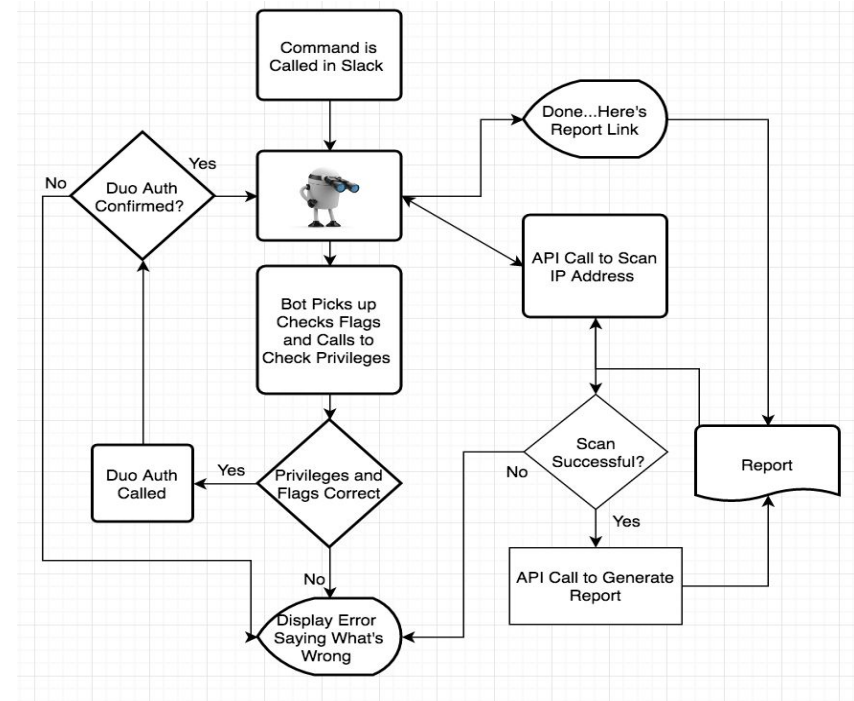 Command is
Called in Slack
Done...Here's
Report Link
Yes
No
Duo Auth
Confirmed?
API Call to Scan
IP Address
Bot Picks up
Checks Flags
and Calls to
Check Privileges
Scan
Successful?
No
Report
Duo Auth
Called
Yes
Privileges and
Flags Correct
Yes
API Call to Generate
Report
No
Display Error
Saying What's
Wrong